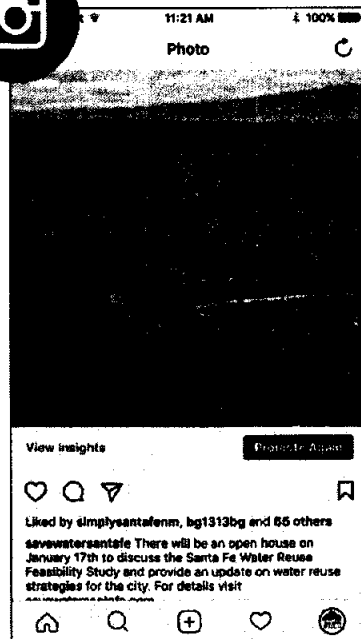 11:21 AM
100%
Photo
View Insights
Promote Again
Liked by simplysantafenm, bg1313bg and 66 others
savewatersantafe There will be an open house on
January 17th to discuss the Santa Fe Water Reuse
Feasibility Study and provide an update on water reuse
strategies for the city. For details visit